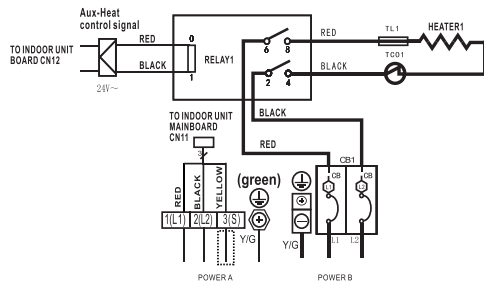 Aux-Heat
control signal
TO INDOOR UNIT
BOARD CN12
RED
BLACK
24V～
0
1
RELAY1
6
8
2
4
RED
BLACK
TL1
HEATER1
TCO1
BLACK
RED
TO INDOOR UNIT
MAINBOARD
CN11
3
RED
BLACK
YELLOW
(green)
1(L1)
2(L2)
3(S)
Y/G
Y/G
CB1
CB
CB
L1
L2
L1
L2
POWER A
POWER B